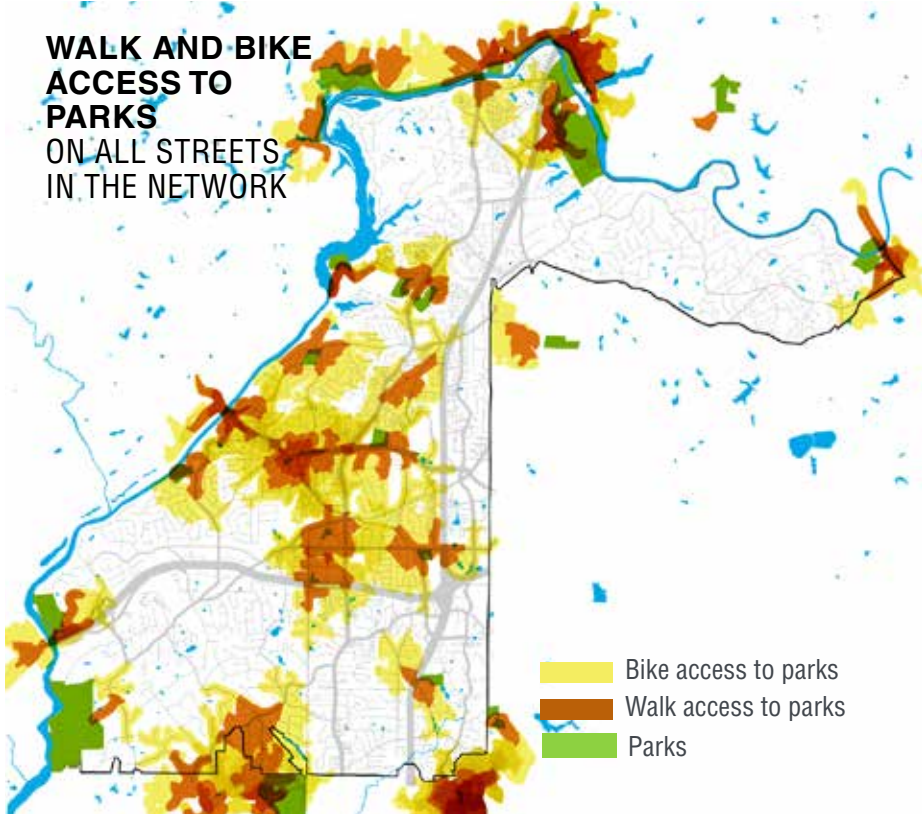 WALK AND BIKE
ACCESS TO
PARKS
ON ALL STREETS
IN THE NETWORK
Bike access to parks
Walk access to parks
Parks